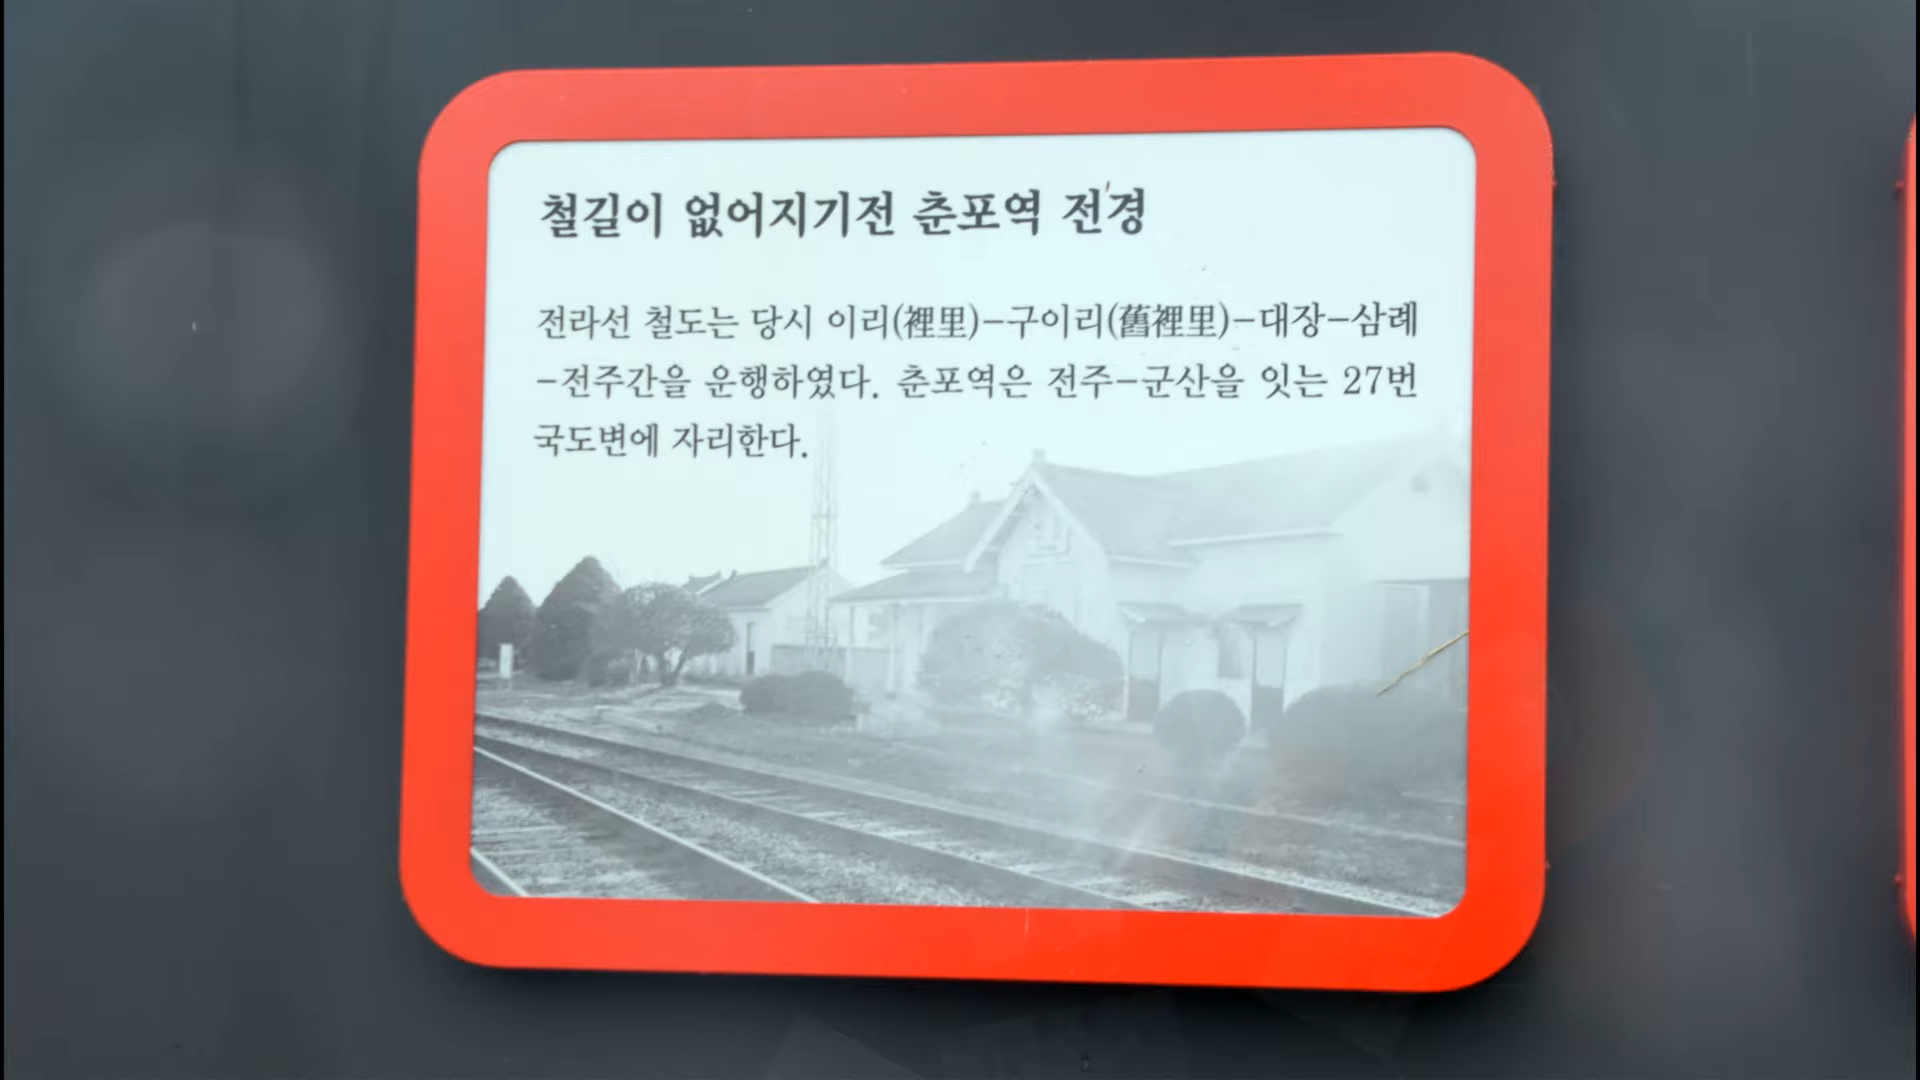 철길이 없어지기전 춘포역 전경
전라선 철도는 당시 이리(裡里)-구이리(舊裡里)-대장-삼례
-전주간을 운행하였다. 춘포역은 전주-군산을 잇는 27번
국도변에 자리한다.